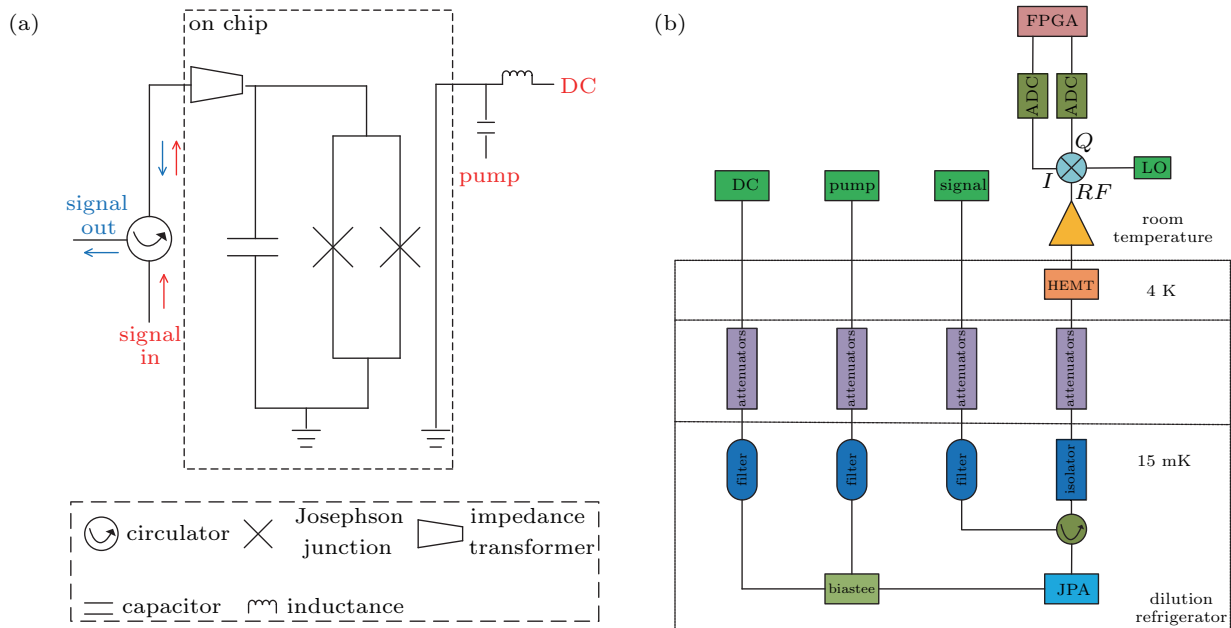 (a)
on chip
DC
pump
signal
out
signal
in
circulator
Josephson
junction
impedance
transformer
capacitor
inductance
(b)
FPGA
ADC
ADC
Q
I
LO
RF
DC
pump
signal
room
temperature
HEMT
4 K
attenuators
attenuators
attenuators
attenuators
filter
filter
filter
isolator
15 mK
biastee
JPA
dilution
refrigerator